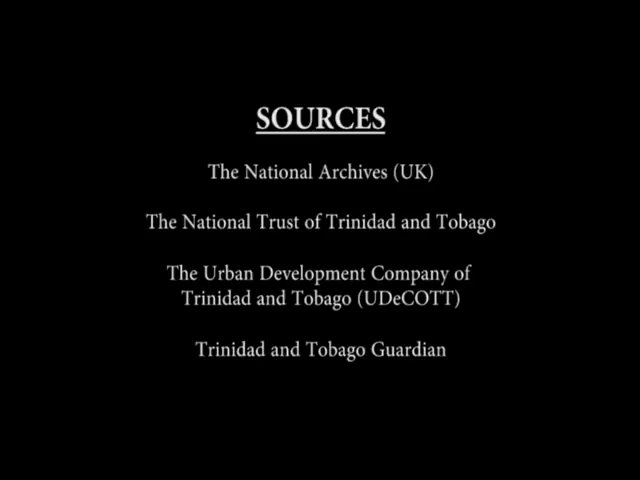 SOURCES
The National Archives (UK)
The National Trust of Trinidad and Tobago
The Urban Development Company of
Trinidad and Tobago (UDeCOTT)
Trinidad and Tobago Guardian